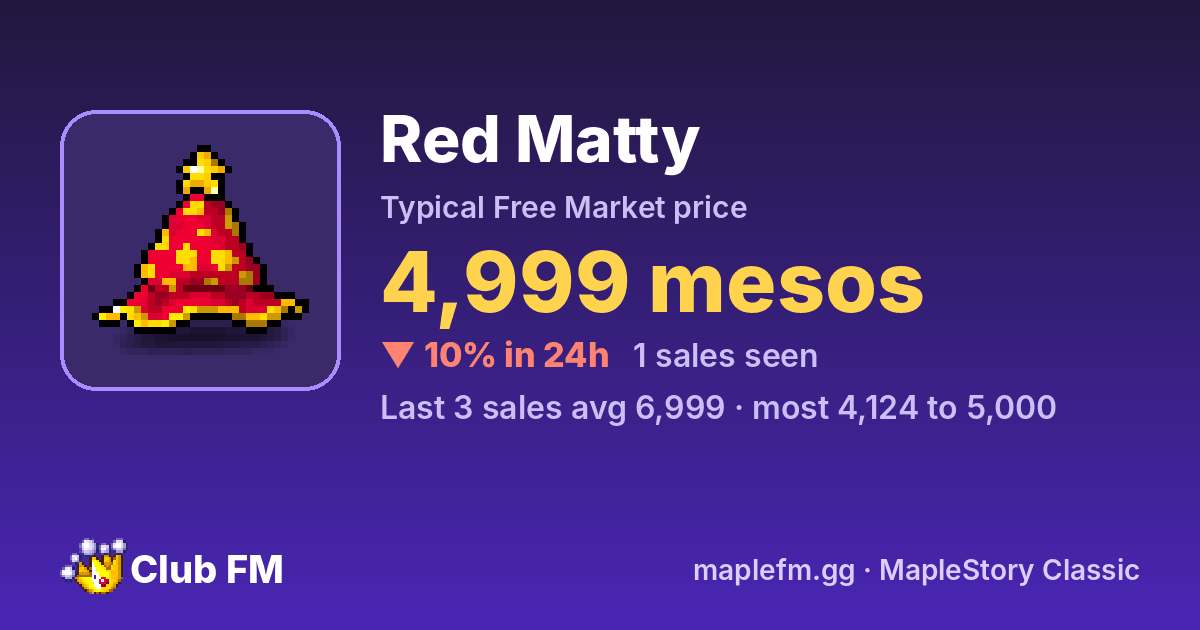 Red Matty
Typical Free Market price
4,999 mesos
▼ 10% in 24h 1 sales seen
Last 3 sales avg 6,999 · most 4,124 to 5,000
Club FM
maplefm.gg · MapleStory Classic